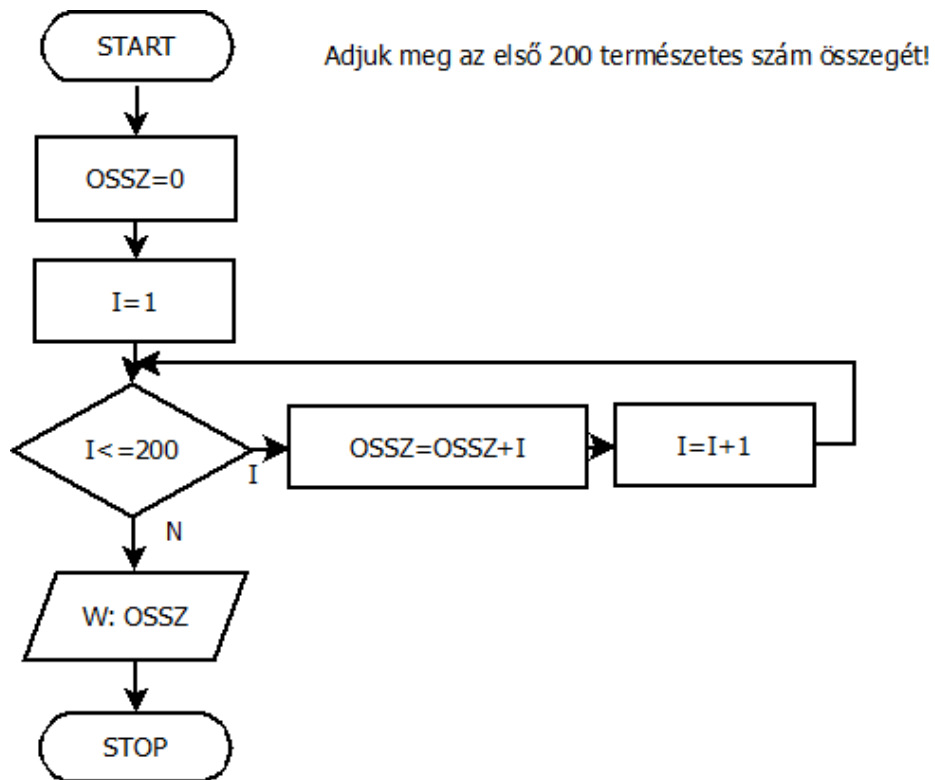 START
Adjuk meg az első 200 természetes szám összegét!
OSSZ=0
I=1
I<=200
I
OSSZ=OSSZ+I
I=I+1
N
W: OSSZ
STOP